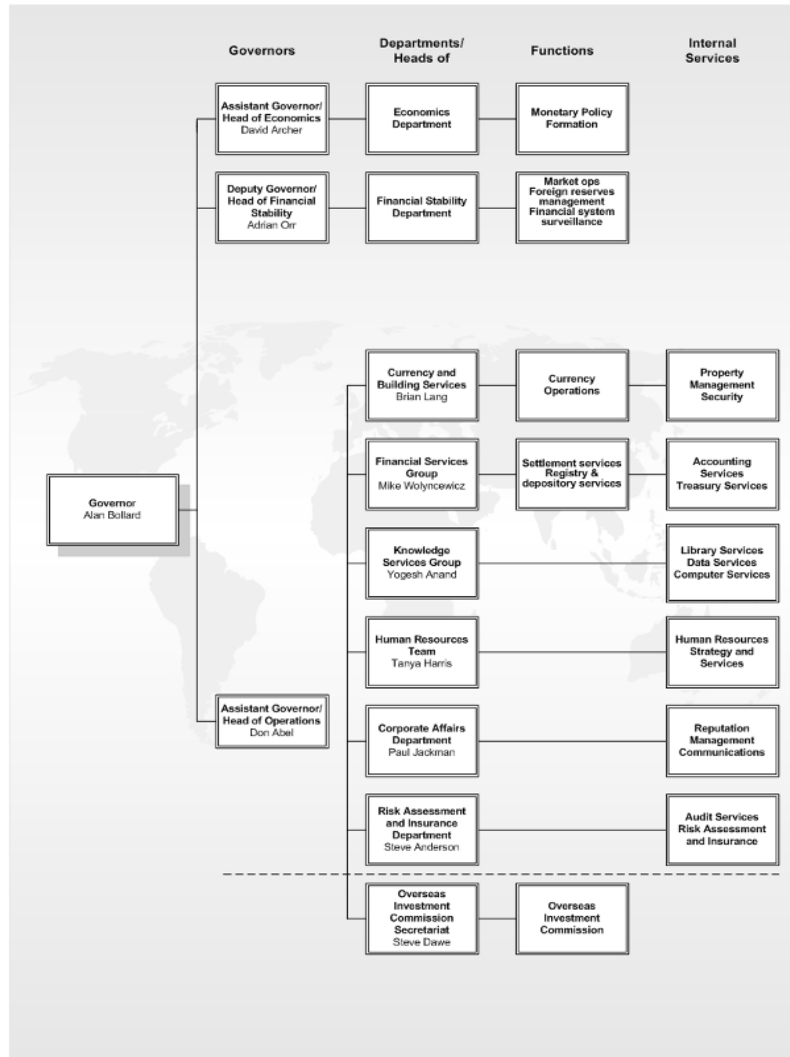 Governors
Departments/
Heads of
Functions
Internal
Services
Assistant Governor/
Head of Economics
David Archer
Economics
Department
Monetary Policy
Formation
Deputy Governor/
Head of Financial
Stability
Adrian Orr
Financial Stability
Department
Market ops
Foreign reserves
management
Financial system
surveillance
Currency and
Building Services
Brian Lang
Currency
Operations
Property
Management
Security
Financial Services
Group
Mike Wolyncewicz
Settlement services
Registry &
depository services
Accounting
Services
Treasury Services
Governor
Alan Bollard
Knowledge
Services Group
Yogesh Anand
Library Services
Data Services
Computer Services
Human Resources
Team
Tanya Harris
Human Resources
Strategy and
Services
Assistant Governor/
Head of Operations
Don Abel
Corporate Affairs
Department
Paul Jackman
Reputation
Management
Communications
Risk Assessment
and Insurance
Department
Steve Anderson
Audit Services
Risk Assessment
and Insurance
Overseas
Investment
Commission
Secretariat
Steve Dawe
Overseas
Investment
Commission